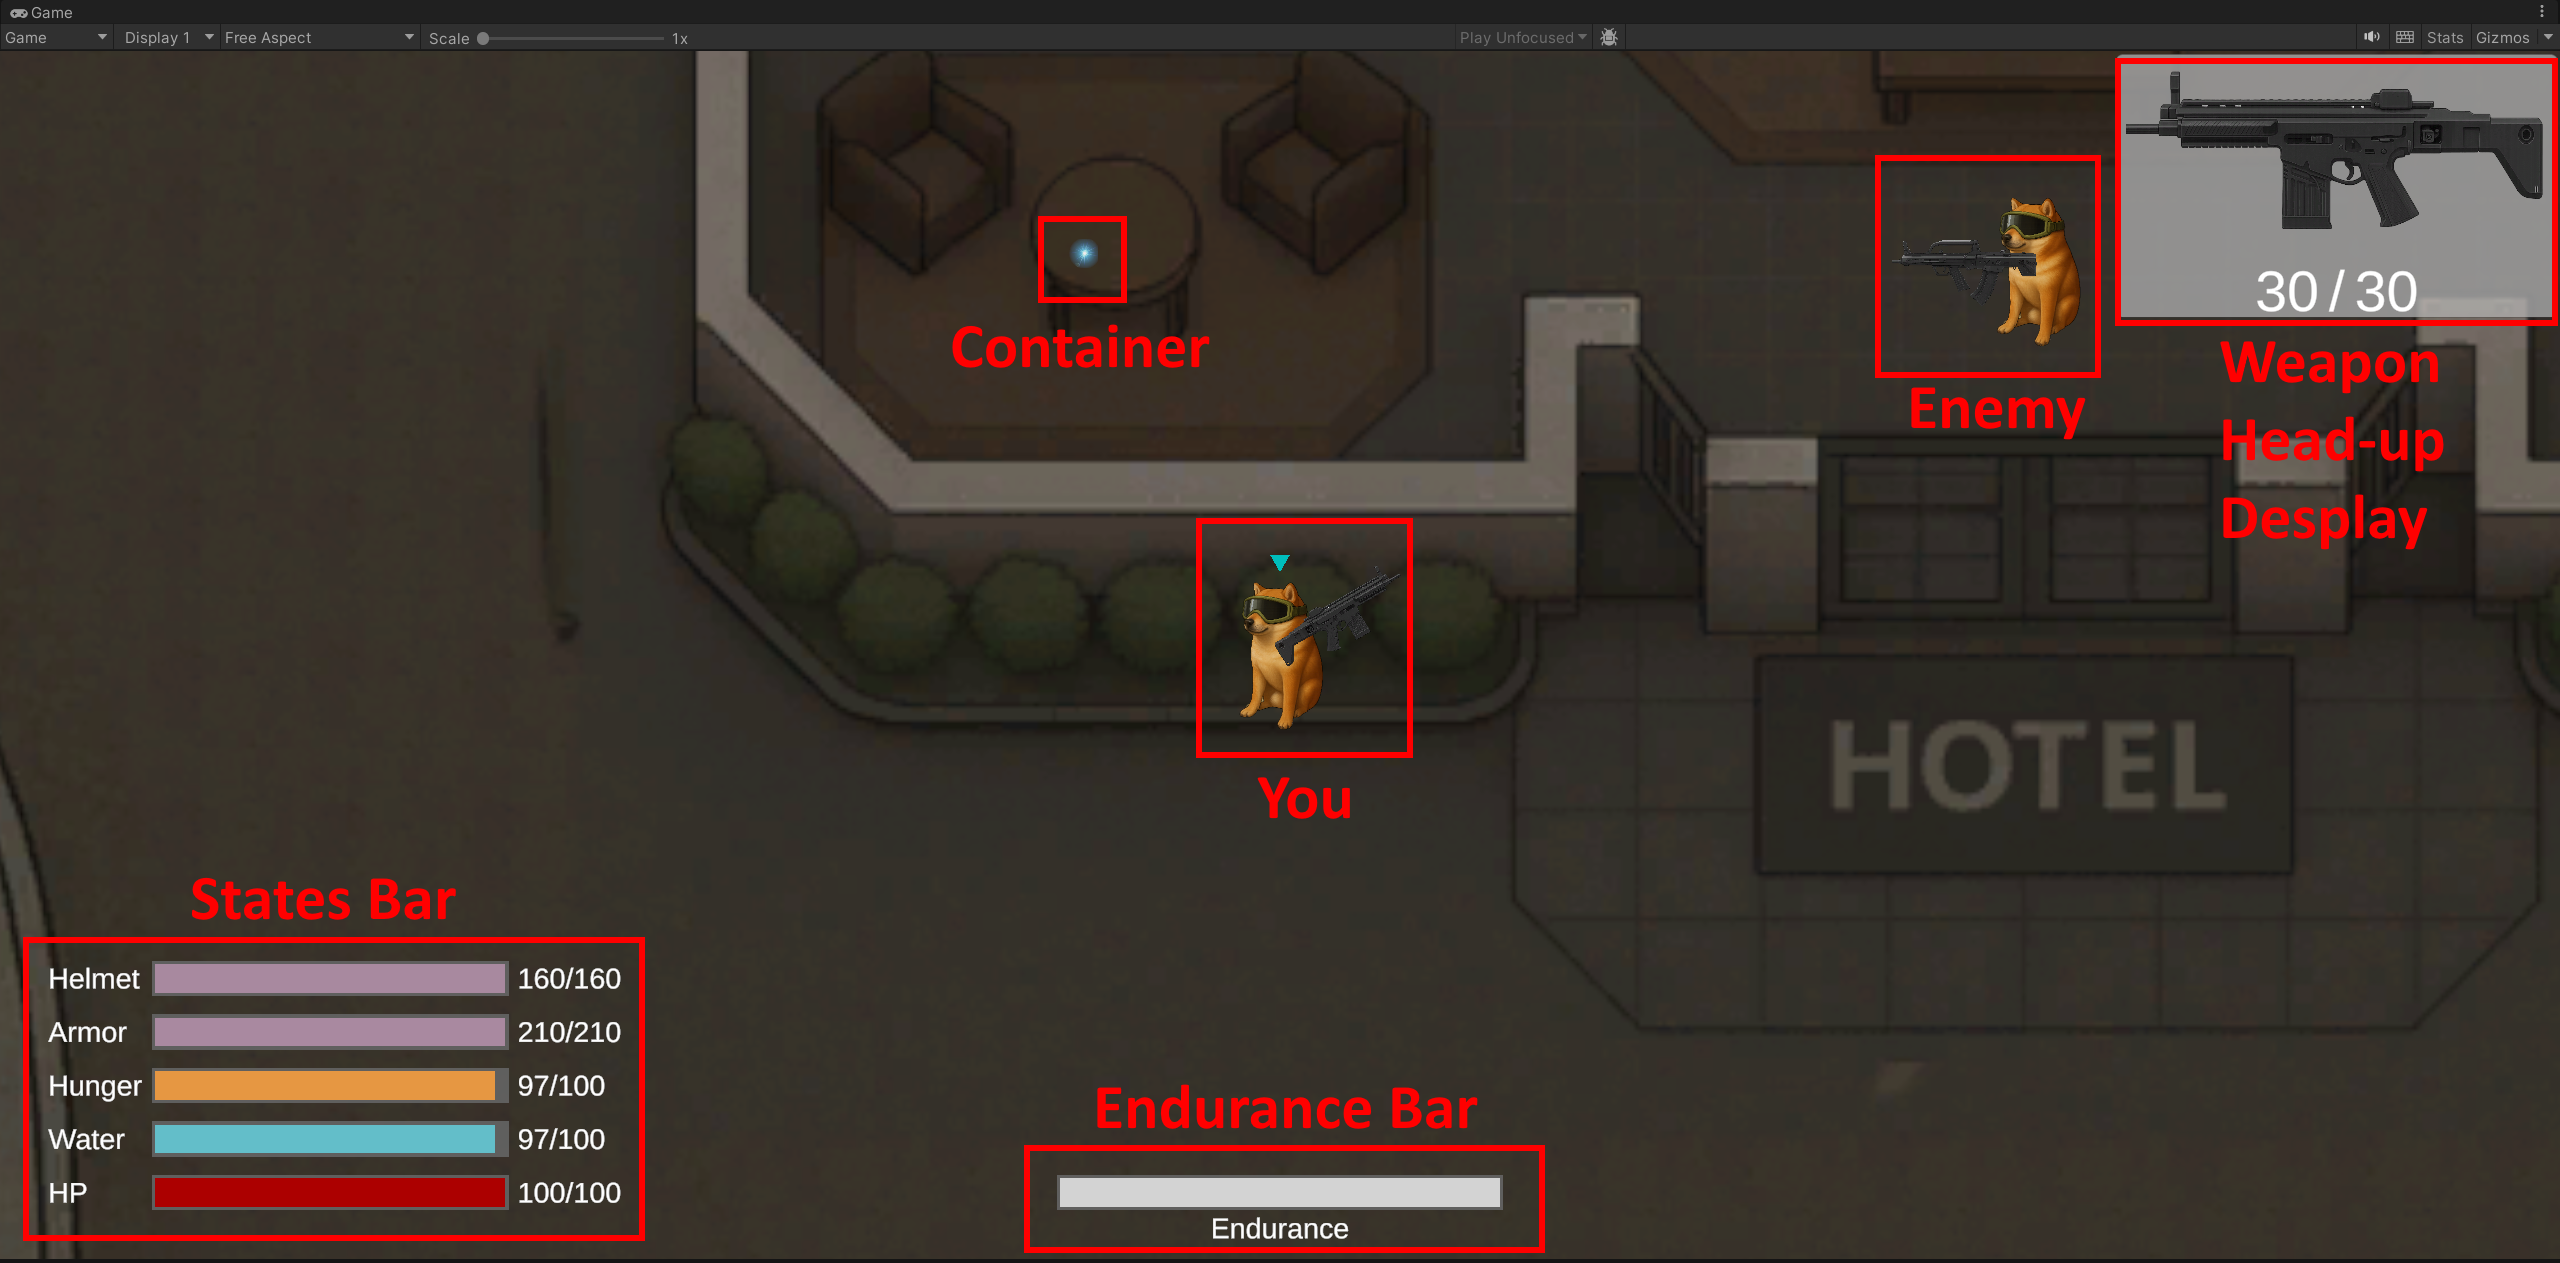 Game
Game Display 1 Free Aspect Scale 1x Play Unfocused Stats Gizmos
30/30
Container
Enemy
Weapon
Head-up
Desplay
You
HOTEL
States Bar
Helmet 160/160
Armor 210/210
Hunger 97/100
Water 97/100
HP 100/100
Endurance Bar
Endurance